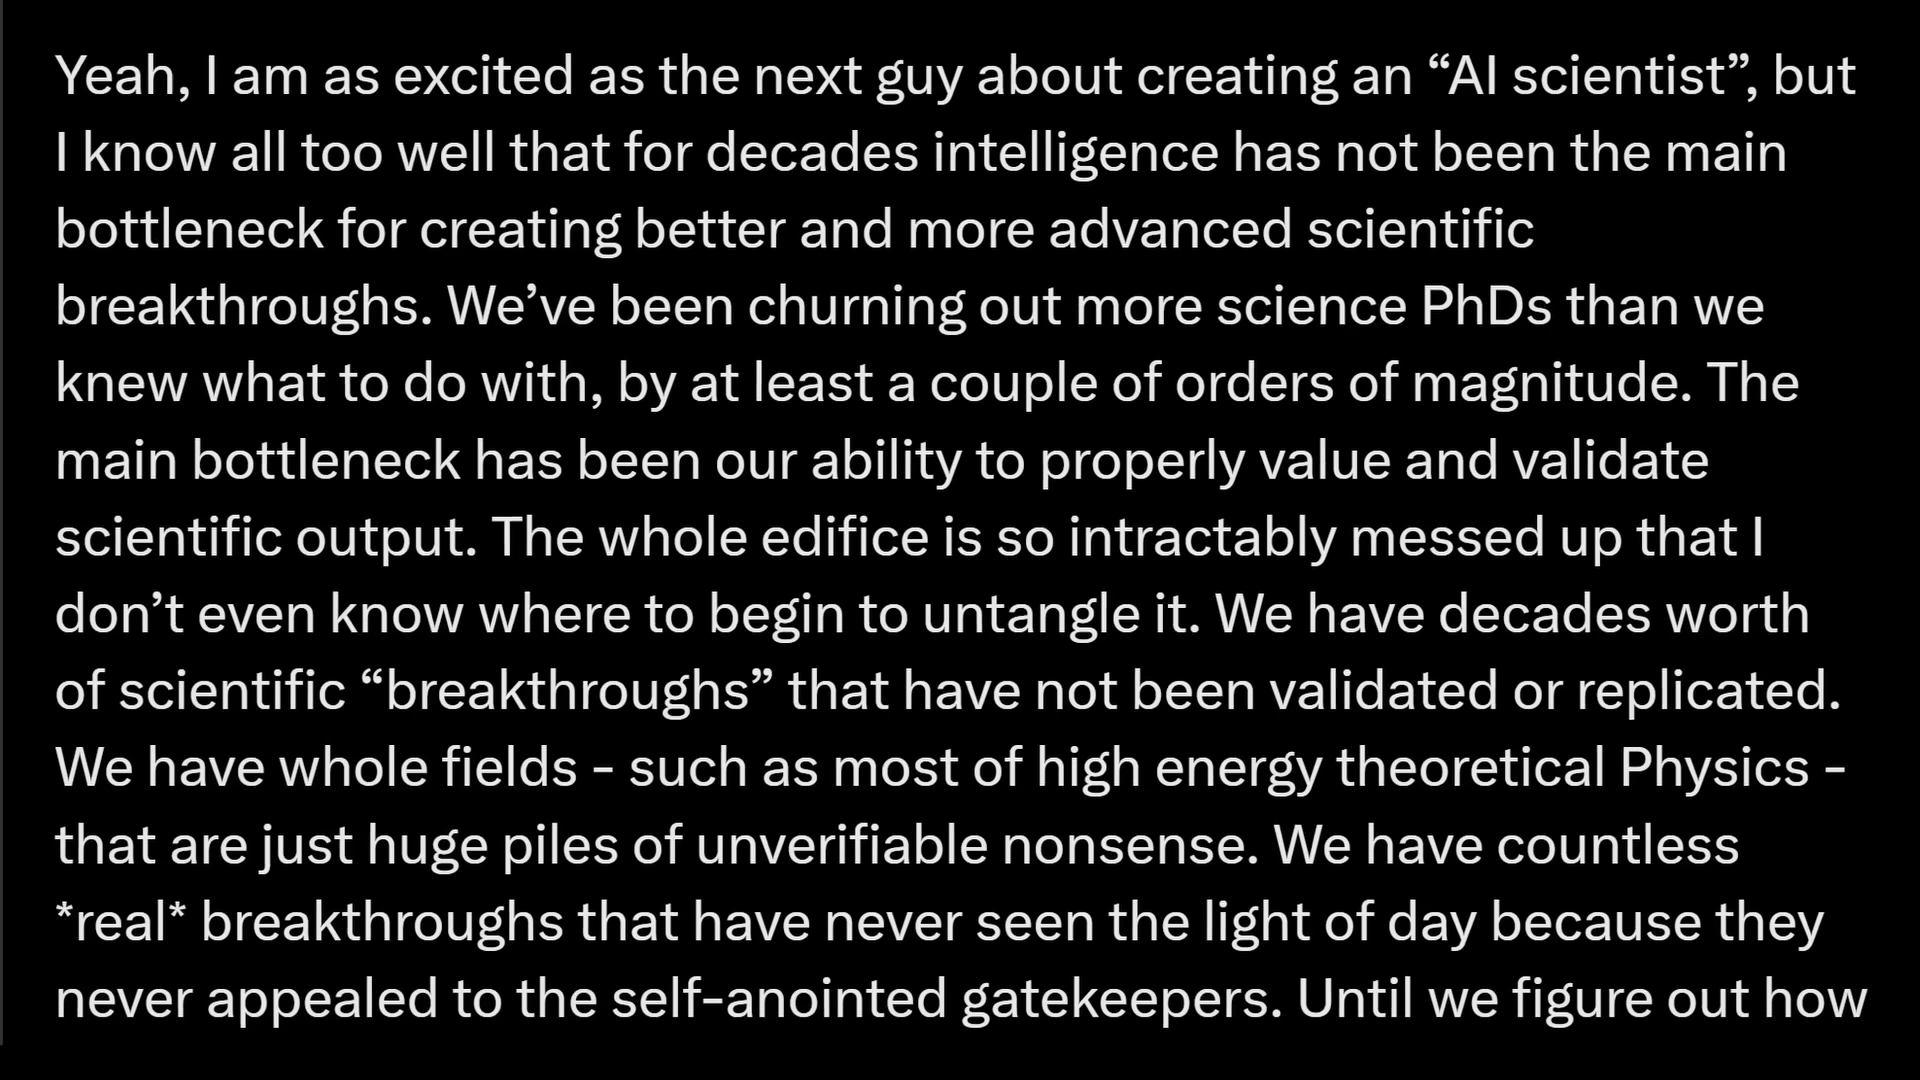 Yeah, I am as excited as the next guy about creating an “AI scientist”, but
I know all too well that for decades intelligence has not been the main
bottleneck for creating better and more advanced scientific
breakthroughs. We’ve been churning out more science PhDs than we
knew what to do with, by at least a couple of orders of magnitude. The
main bottleneck has been our ability to properly value and validate
scientific output. The whole edifice is so intractably messed up that I
don’t even know where to begin to untangle it. We have decades worth
of scientific “breakthroughs” that have not been validated or replicated.
We have whole fields - such as most of high energy theoretical Physics -
that are just huge piles of unverifiable nonsense. We have countless
*real* breakthroughs that have never seen the light of day because they
never appealed to the self-anointed gatekeepers. Until we figure out how